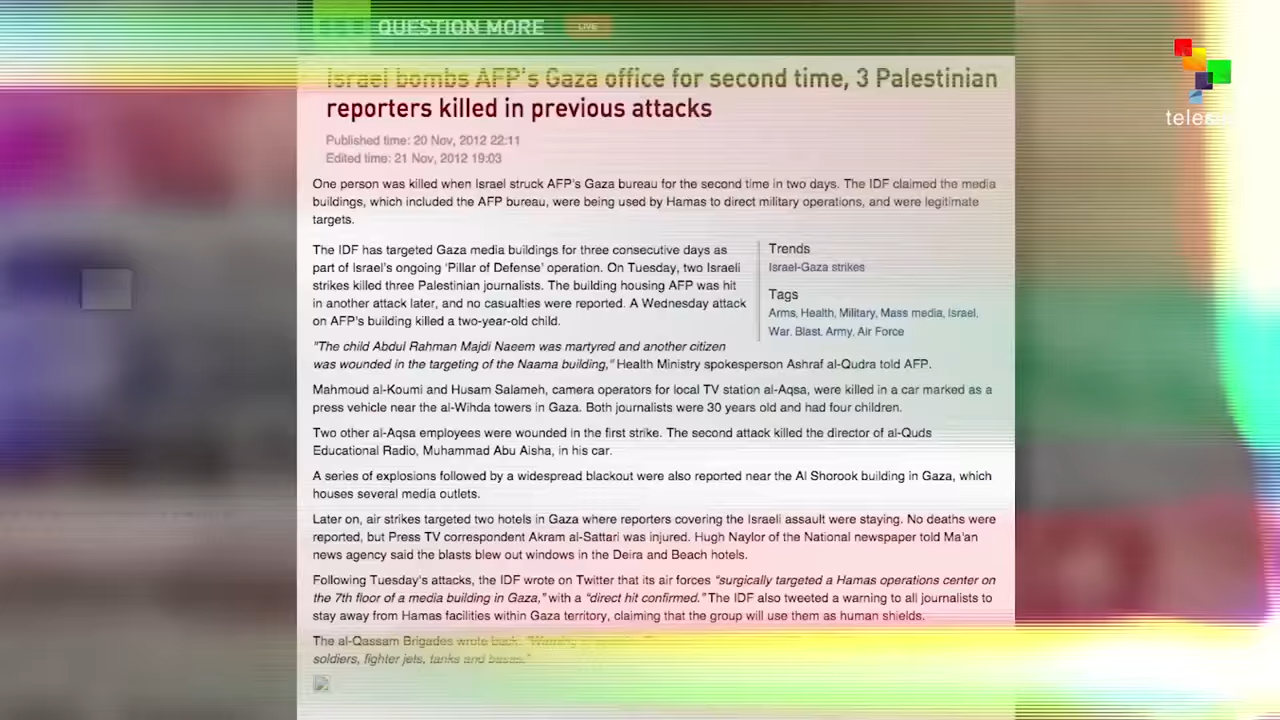 QUESTION MORE
LIVE
Israel bombs AFP's Gaza office for second time, 3 Palestinian
reporters killed in previous attacks
Published time: 20 Nov, 2012 22:11
Edited time: 21 Nov, 2012 19:03
One person was killed when Israel struck AFP's Gaza bureau for the second time in two days. The IDF claimed the media
buildings, which included the AFP bureau, were being used by Hamas to direct military operations, and were legitimate
targets.
The IDF has targeted Gaza media buildings for three consecutive days as
part of Israel's ongoing 'Pillar of Defense' operation. On Tuesday, two Israeli
strikes killed three Palestinian journalists. The building housing AFP was hit
in another attack later, and no casualties were reported. A Wednesday attack
on AFP's building killed a two-year-old child.
Trends
Israel-Gaza strikes
Tags
Arms, Health, Military, Mass media, Israel,
War, Blast, Army, Air Force
"The child Abdul Rahman Majdi Naeem was martyred and another citizen
was wounded in the targeting of the Naama building," Health Ministry spokesperson Ashraf al-Qudra told AFP.
Mahmoud al-Koumi and Husam Salameh, camera operators for local TV station al-Aqsa, were killed in a car marked as a
press vehicle near the al-Wihda towers in Gaza. Both journalists were 30 years old and had four children.
Two other al-Aqsa employees were wounded in the first strike. The second attack killed the director of al-Quds
Educational Radio, Muhammad Abu Aisha, in his car.
A series of explosions followed by a widespread blackout were also reported near the Al Shorook building in Gaza, which
houses several media outlets.
Later on, air strikes targeted two hotels in Gaza where reporters covering the Israeli assault were staying. No deaths were
reported, but Press TV correspondent Akram al-Sattari was injured. Hugh Naylor of the National newspaper told Ma'an
news agency said the blasts blew out windows in the Deira and Beach hotels.
Following Tuesday's attacks, the IDF wrote on Twitter that its air forces "surgically targeted a Hamas operations center on
the 7th floor of a media building in Gaza," with a "direct hit confirmed." The IDF also tweeted a warning to all journalists to
stay away from Hamas facilities within Gaza territory, claiming that the group will use them as human shields.
The al-Qassam Brigades wrote back: "Warning
soldiers, fighter jets, tanks and bases."